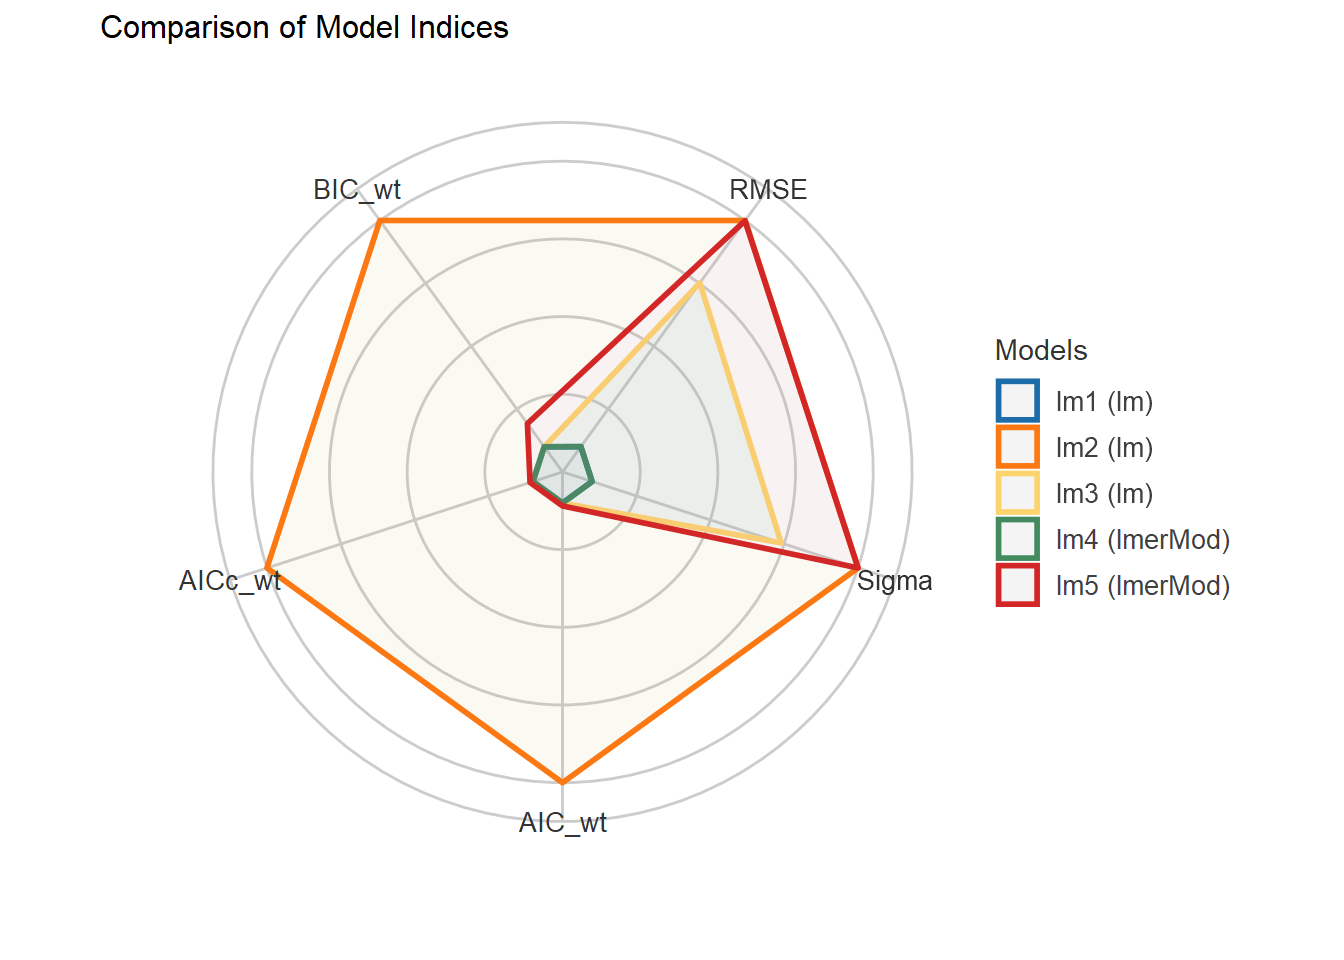 Comparison of Model Indices
BIC_wt
RMSE
AICc_wt
Sigma
AIC_wt
Models
lm1 (lm)
lm2 (lm)
lm3 (lm)
lm4 (lmerMod)
lm5 (lmerMod)